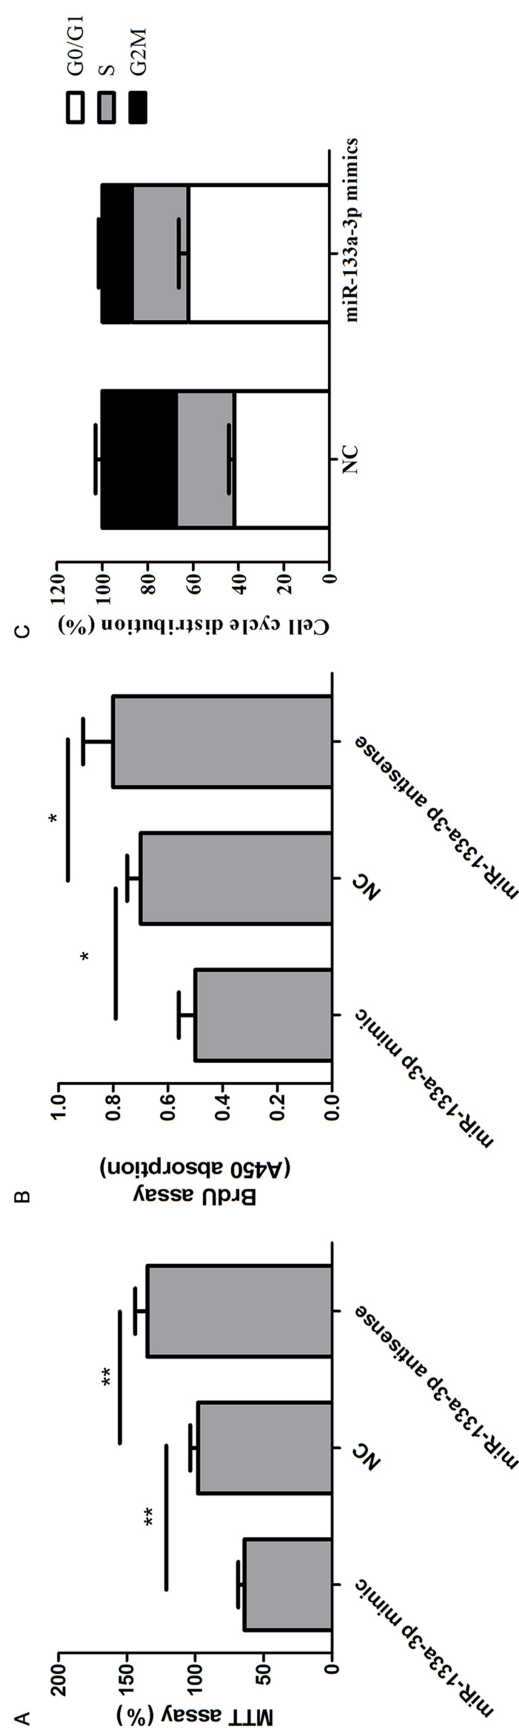 A
MTT assay (%)
200
150
100
50
0
**
**
miR-133a-3p mimic
NC
miR-133a-3p antisense
B
BrdU assay
(A450 absorption)
1.0
0.8
0.6
0.4
0.2
0.0
*
*
miR-133a-3p mimic
NC
miR-133a-3p antisense
C
Cell cycle distribution (%)
120
100
80
60
40
20
0
NC
miR-133a-3p mimics
G0/G1
S
G2M